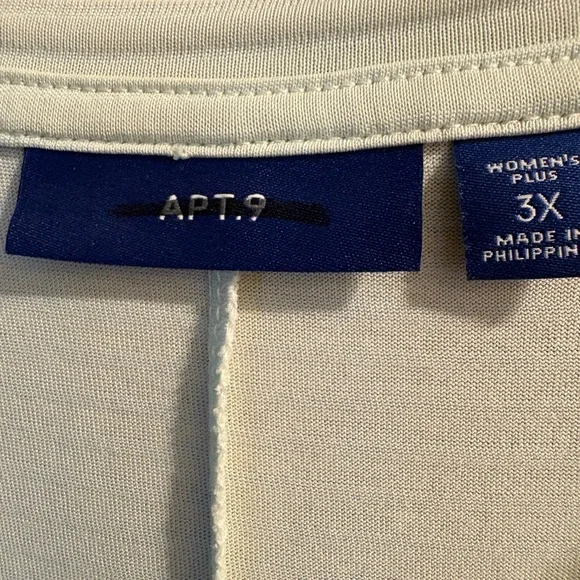 APT.9
WOMEN'S
PLUS
3X
MADE IN
PHILIPPIN